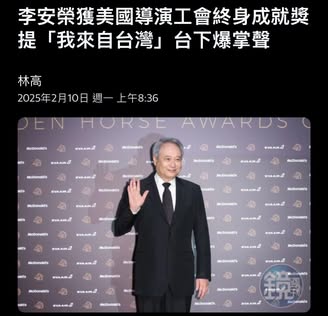 李安榮獲美國導演工會終身成就獎
提「我來自台灣」台下爆掌聲
林高
2025年2月10日 週一 上午8:36
DEN HORSE AWARDS
McDonald's
鏡